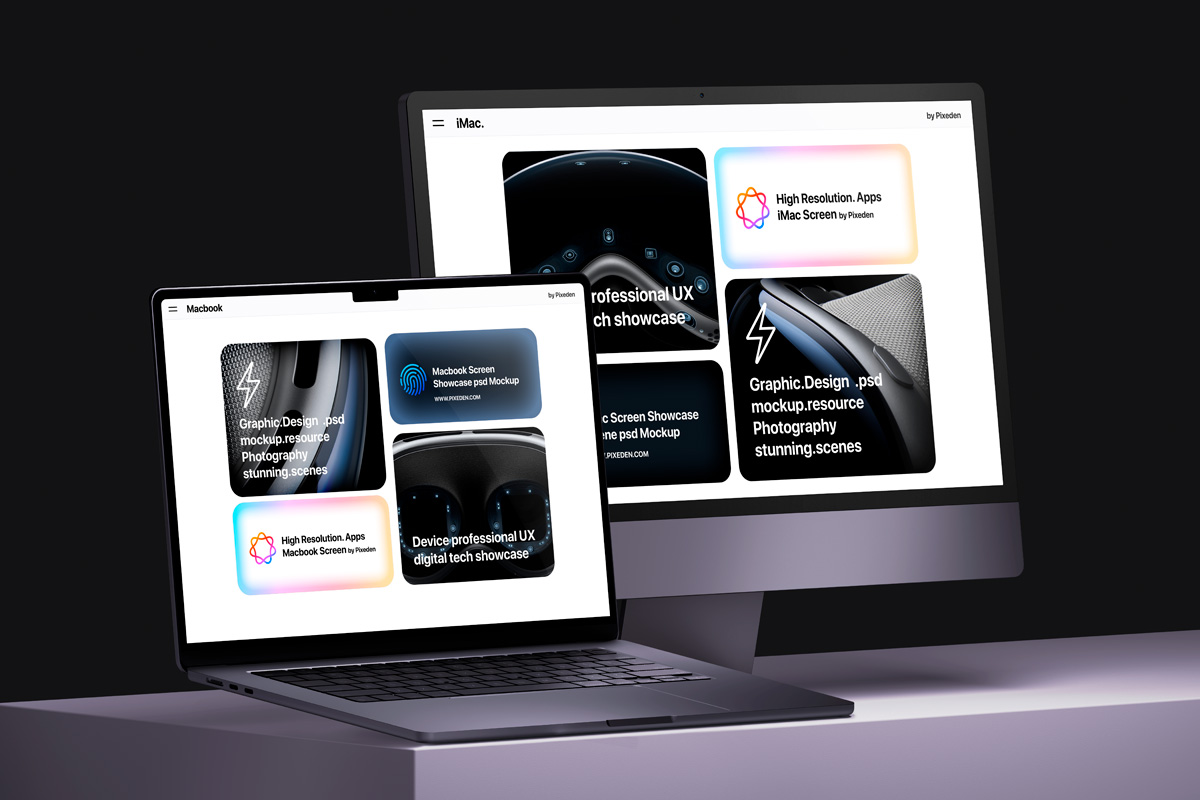 iMac.
by Pixeden
High Resolution. Apps
iMac Screen by Pixeden
rofessional UX
ch showcase
Graphic.Design .psd
mockup.resource
Photography
stunning.scenes
c Screen Showcase
ene psd Mockup
.PIXEDEN.COM
Macbook
by Pixeden
Graphic.Design .psd
mockup.resource
Photography
stunning.scenes
Macbook Screen
Showcase psd Mockup
WWW.PIXEDEN.COM
High Resolution. Apps
Macbook Screen by Pixeden
Device professional UX
digital tech showcase